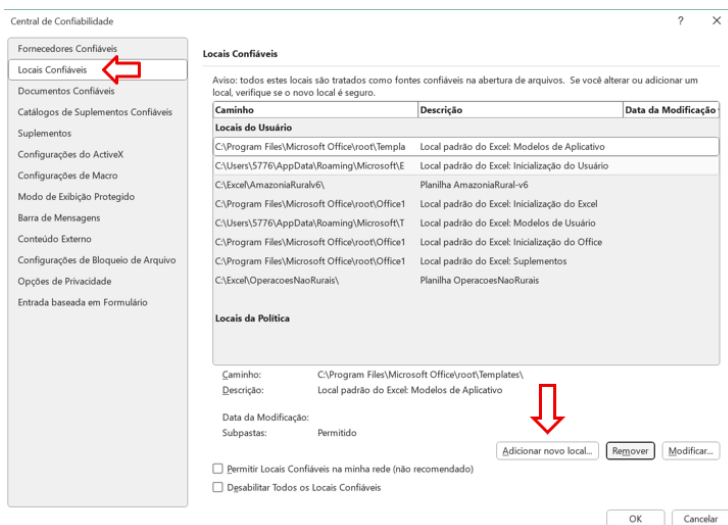 Central de Confiabilidade
? ×
Fornecedores Confiáveis
Locais Confiáveis
Documentos Confiáveis
Catálogos de Suplementos Confiáveis
Suplementos
Configurações do ActiveX
Configurações de Macro
Modo de Exibição Protegido
Barra de Mensagens
Conteúdo Externo
Configurações de Bloqueio de Arquivo
Opções de Privacidade
Entrada baseada em Formulário
Locais Confiáveis
Aviso: todos estes locais são tratados como fontes confiáveis na abertura de arquivos. Se você alterar ou adicionar um
local, verifique se o novo local é seguro.
Caminho Descrição Data da Modificação
Locais do Usuário
C:\Program Files\Microsoft Office\root\Templa Local padrão do Excel: Modelos de Aplicativo
C:\Users\5776\AppData\Roaming\Microsoft\E Local padrão do Excel: Inicialização do Usuário
C:\Excel\AmazoniaRuralv6\ Planilha AmazoniaRural-v6
C:\Program Files\Microsoft Office\root\Office1 Local padrão do Excel: Inicialização do Excel
C:\Users\5776\AppData\Roaming\Microsoft\T Local padrão do Excel: Modelos de Usuário
C:\Program Files\Microsoft Office\root\Office1 Local padrão do Excel: Inicialização do Office
C:\Program Files\Microsoft Office\root\Office1 Local padrão do Excel: Suplementos
C:\Excel\OperacoesNaoRurais\ Planilha OperacoesNaoRurais
Locais da Política
Caminho: C:\Program Files\Microsoft Office\root\Templates\
Descrição: Local padrão do Excel: Modelos de Aplicativo
Data da Modificação:
Subpastas: Permitido
Adicionar novo local... Remover Modificar...
Permitir Locais Confiáveis na minha rede (não recomendado)
Desabilitar Todos os Locais Confiáveis
OK Cancelar